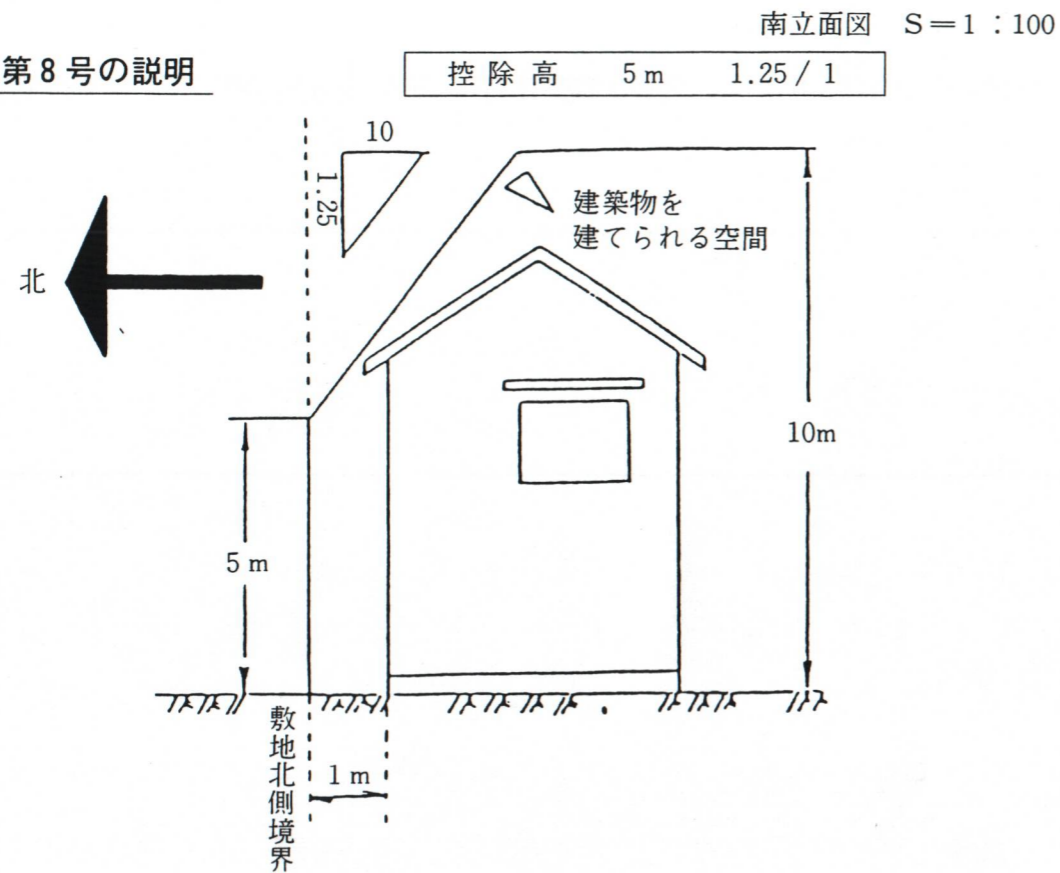 南立面図 S＝1：100
第8号の説明
控除高 5m 1.25/1
10
1.25
建築物を
建てられる空間
北
10m
5m
敷地北側境界
1m